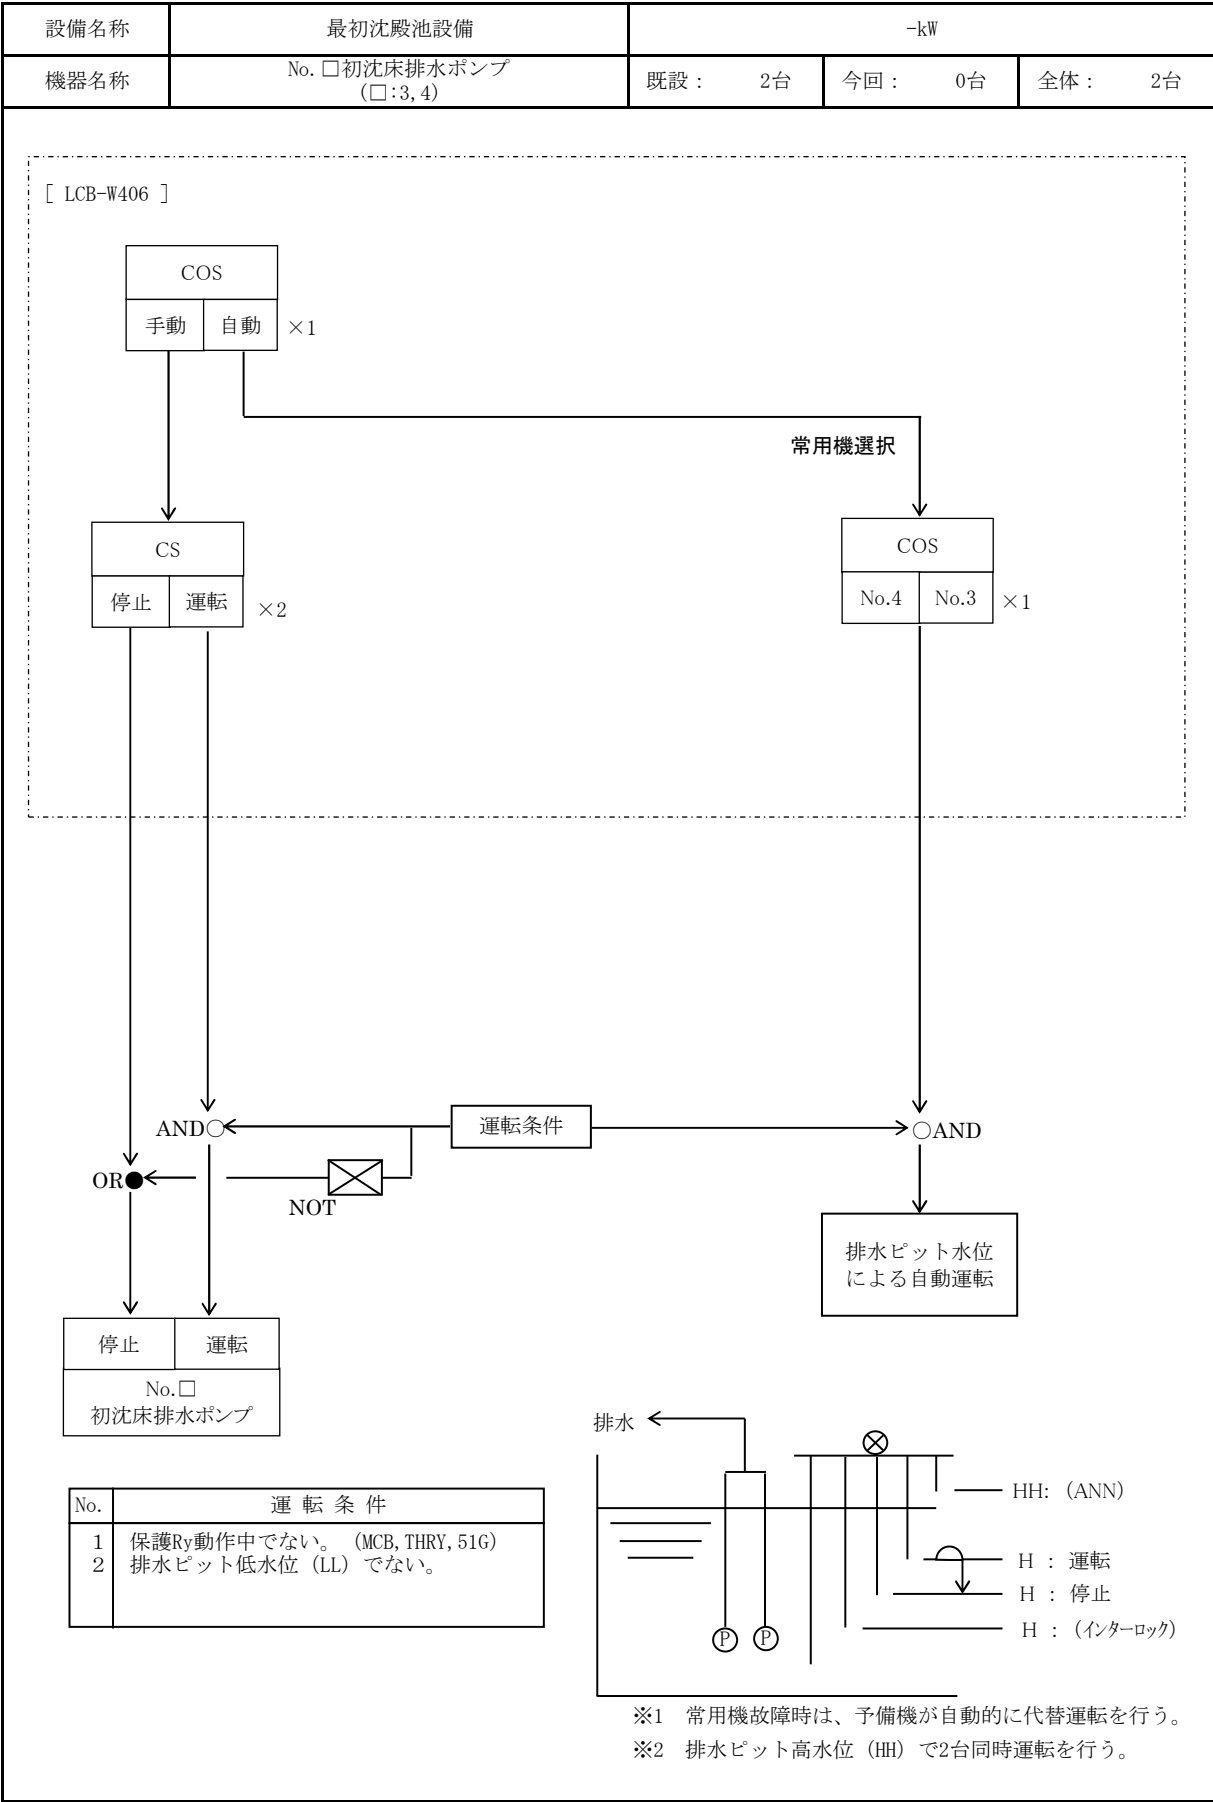 設備名称 最初沈殿池設備 -kW
機器名称 No.□初沈床排水ポンプ
(□:3,4) 既設： 2台 今回： 0台 全体： 2台
[ LCB-W406 ]
COS
手動 自動 ×1
常用機選択
CS
停止 運転 ×2
COS
No.4 No.3 ×1
AND 運転条件 AND
OR
NOT
排水ピット水位
による自動運転
停止 運転
No.□
初沈床排水ポンプ
排水
HH: (ANN)
H : 運転
H : 停止
H : (インターロック)
P P
No. 運 転 条 件
1 保護Ry動作中でない。(MCB,THRY,51G)
2 排水ピット低水位（LL）でない。
※1 常用機故障時は、予備機が自動的に代替運転を行う。
※2 排水ピット高水位（HH）で2台同時運転を行う。